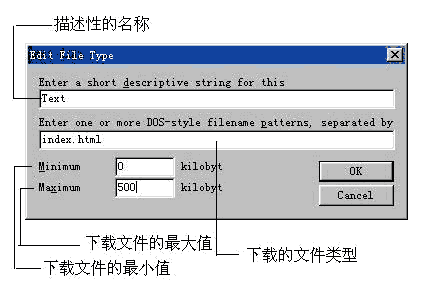 描述性的名称
Edit File Type
Enter a short descriptive string for this
Text
Enter one or more DOS-style filename patterns, separated by
index.html
Minimum 0 kilobyt
Maximum 500 kilobyt
OK
Cancel
下载文件的最大值
下载的文件类型
下载文件的最小值